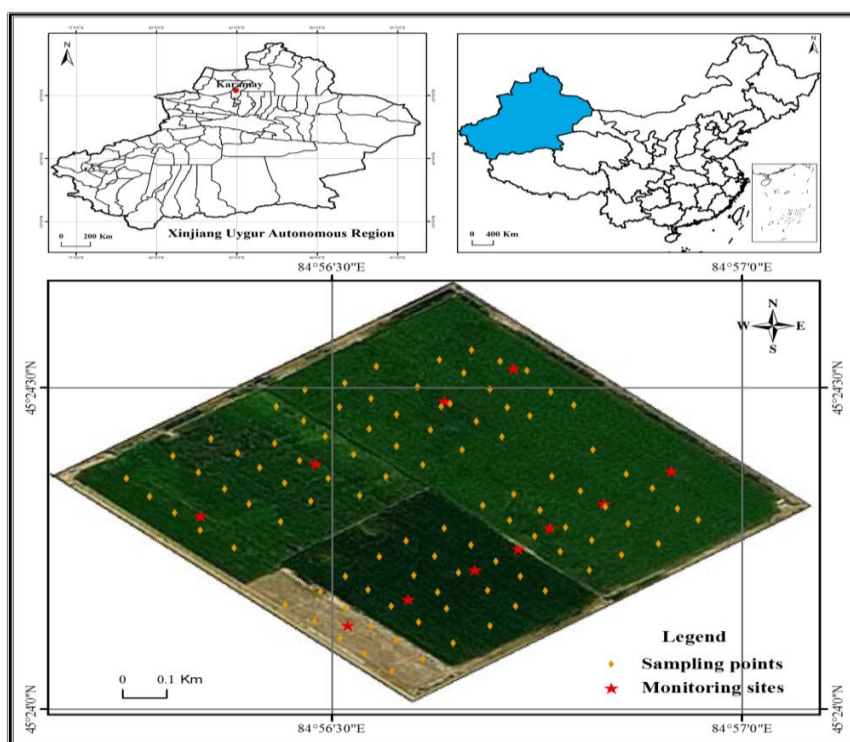 N
Karamay
0 200 Km
Xinjiang Uygur Autonomous Region
N
0 400 Km
84°56'30"E
84°57'0"E
N
W E
S
45°24'30"N
45°24'30"N
Legend
Sampling points
Monitoring sites
0 0.1 Km
45°24'0"N
45°24'0"N
84°56'30"E
84°57'0"E